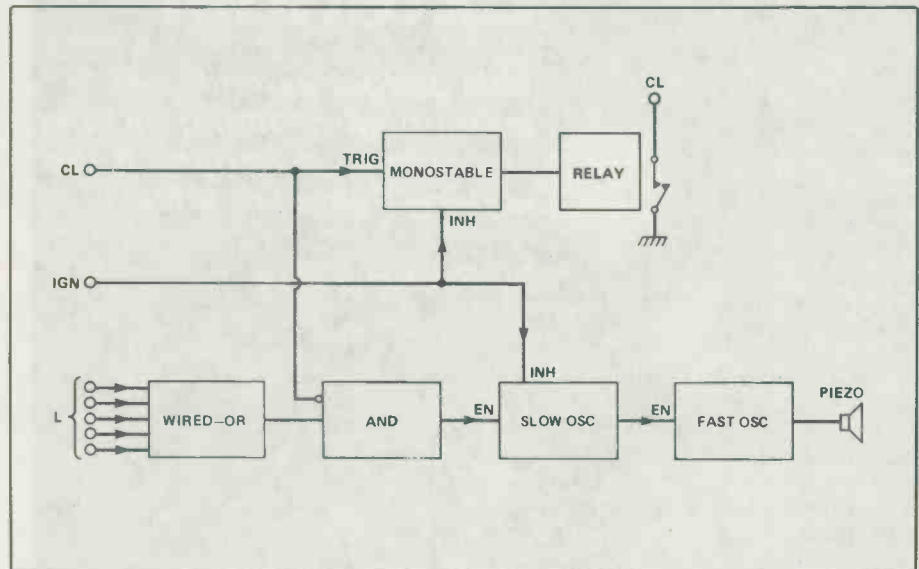 CL
CL
TRIG
MONOSTABLE
RELAY
INH
IGN
INH
PIEZO
L
WIRED-OR
AND
EN
SLOW OSC
EN
FAST OSC